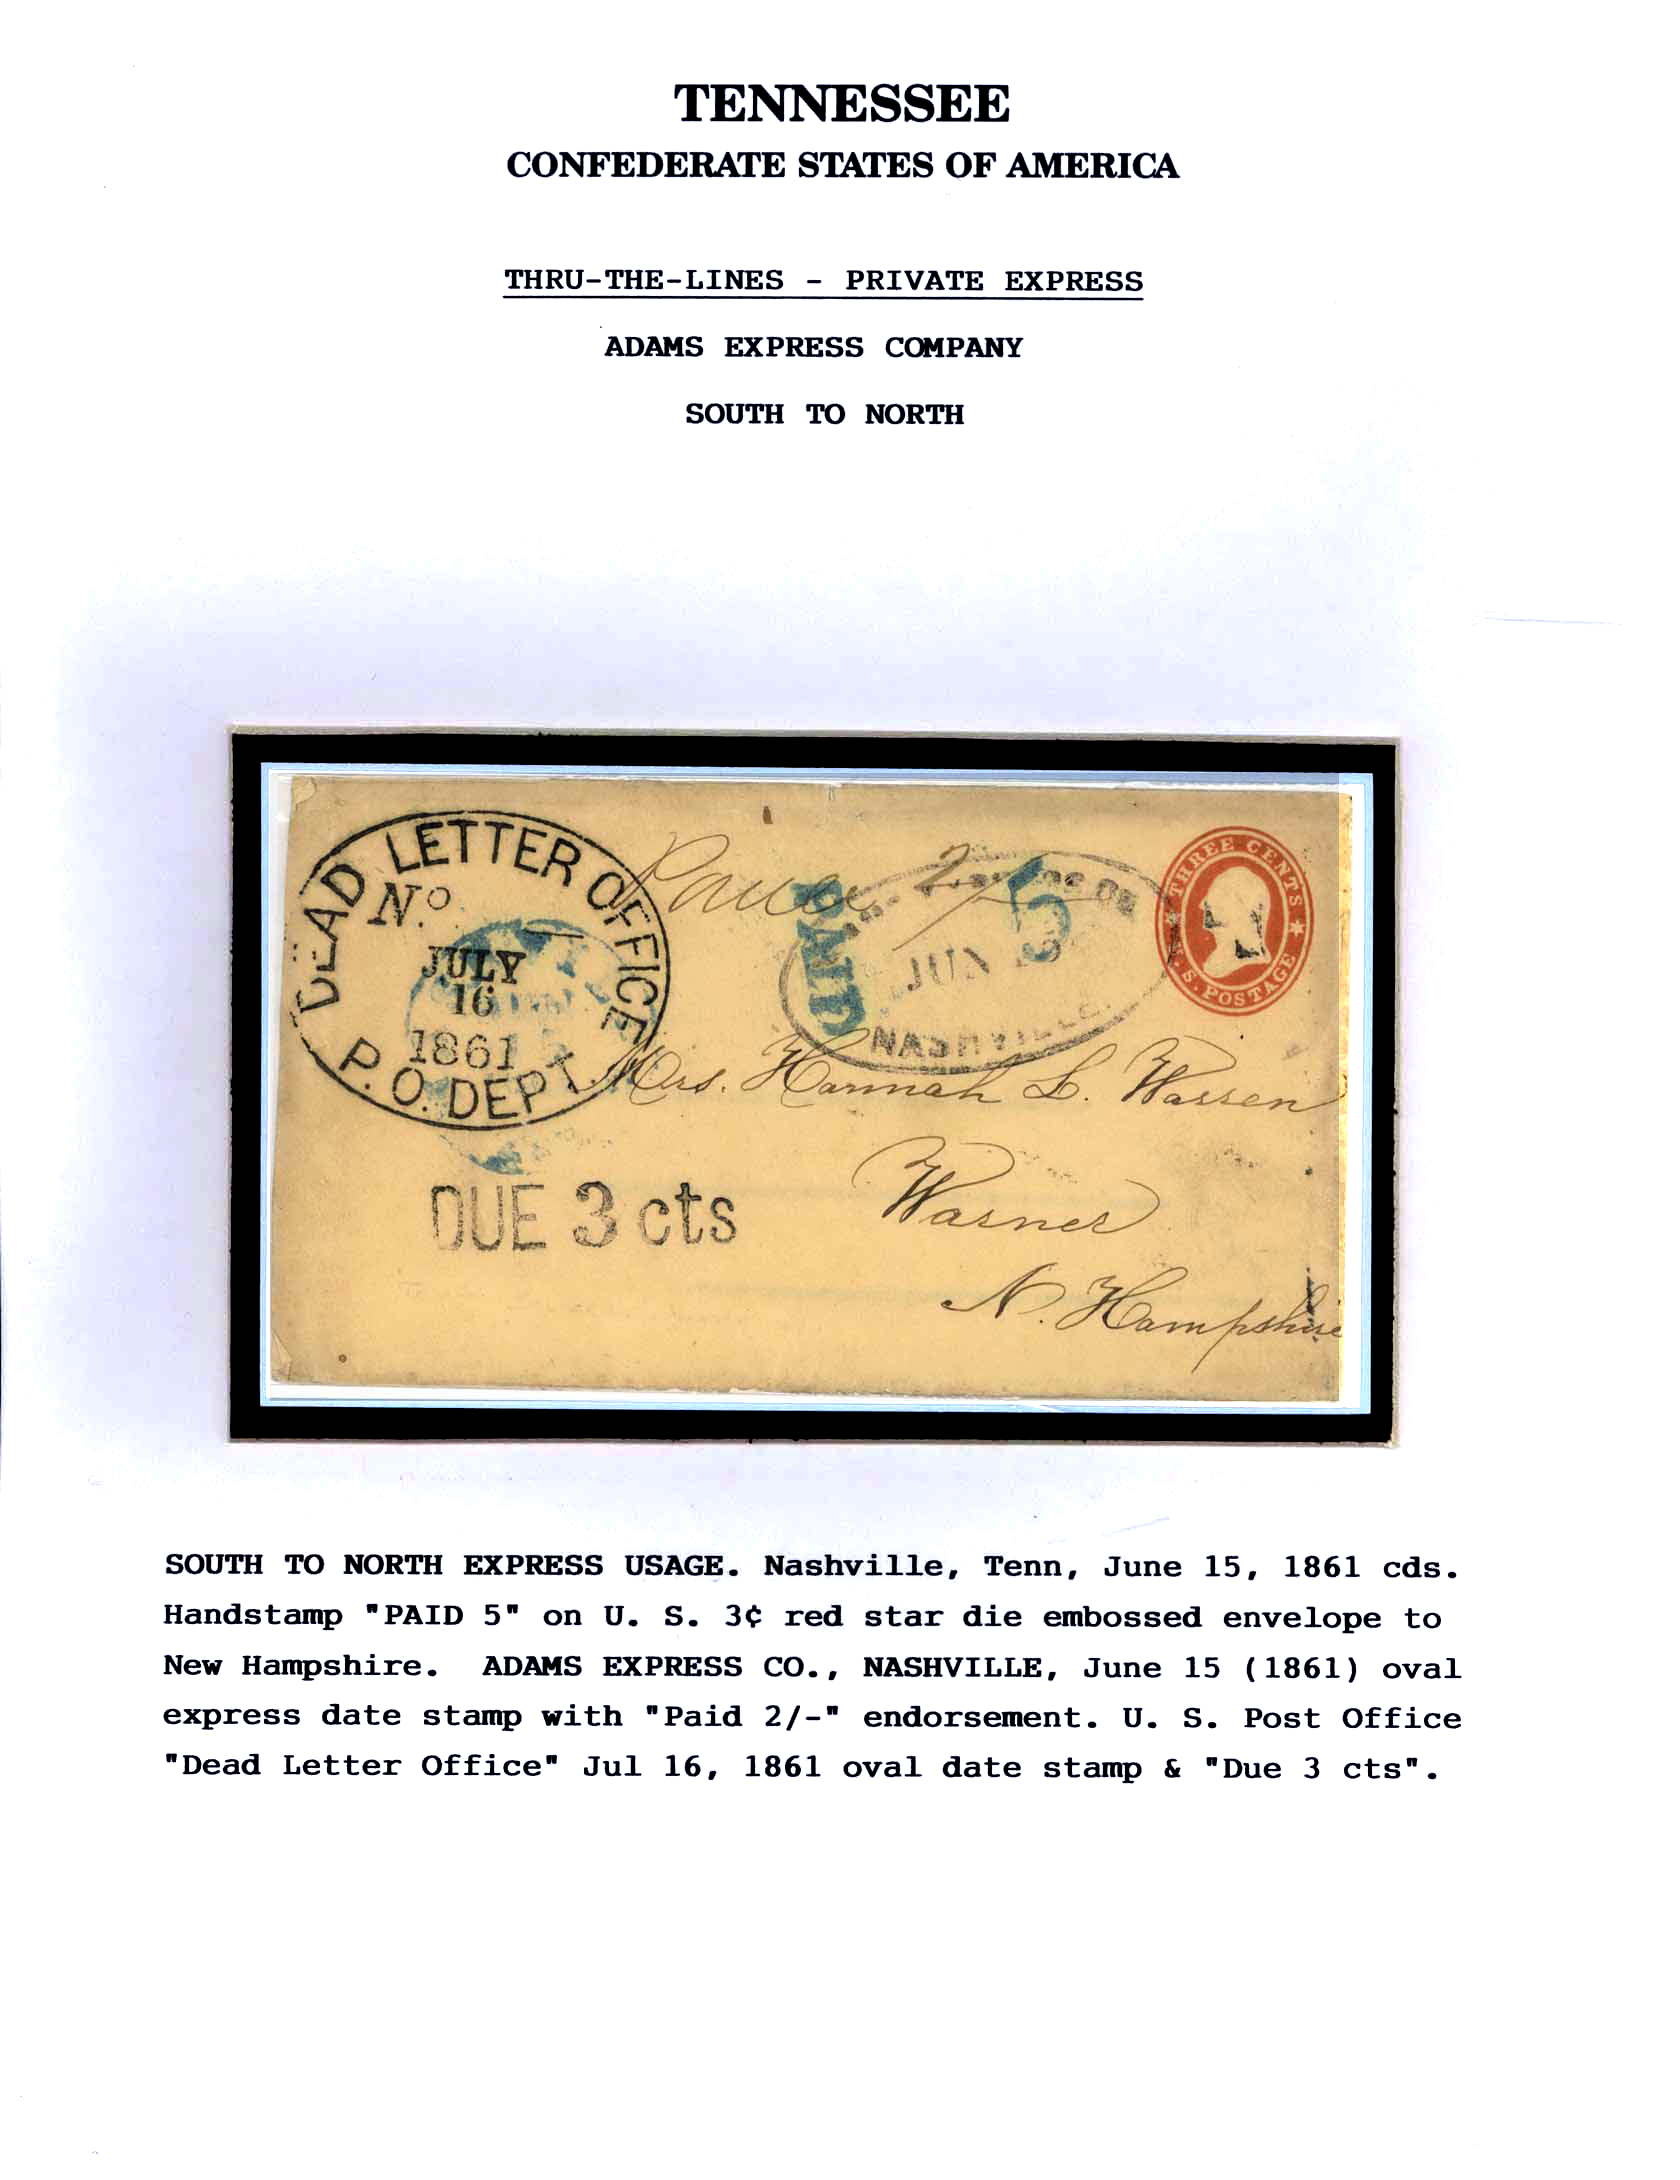 TENNESSEE
CONFEDERATE STATES OF AMERICA
THRU-THE-LINES - PRIVATE EXPRESS
ADAMS EXPRESS COMPANY
SOUTH TO NORTH
DEAD LETTER OFFICE
No.
JULY
16
1861
P. O. DEPT.
Paid 2/-
PAID 5
JUN 15
NASHVILLE.
THREE CENTS
U. S. POSTAGE
Mrs. Hannah L. Warren
Warner
N. Hampshire
DUE 3 cts
SOUTH TO NORTH EXPRESS USAGE. Nashville, Tenn, June 15, 1861 cds.
Handstamp "PAID 5" on U. S. 3¢ red star die embossed envelope to
New Hampshire. ADAMS EXPRESS CO., NASHVILLE, June 15 (1861) oval
express date stamp with "Paid 2/-" endorsement. U. S. Post Office
"Dead Letter Office" Jul 16, 1861 oval date stamp & "Due 3 cts".